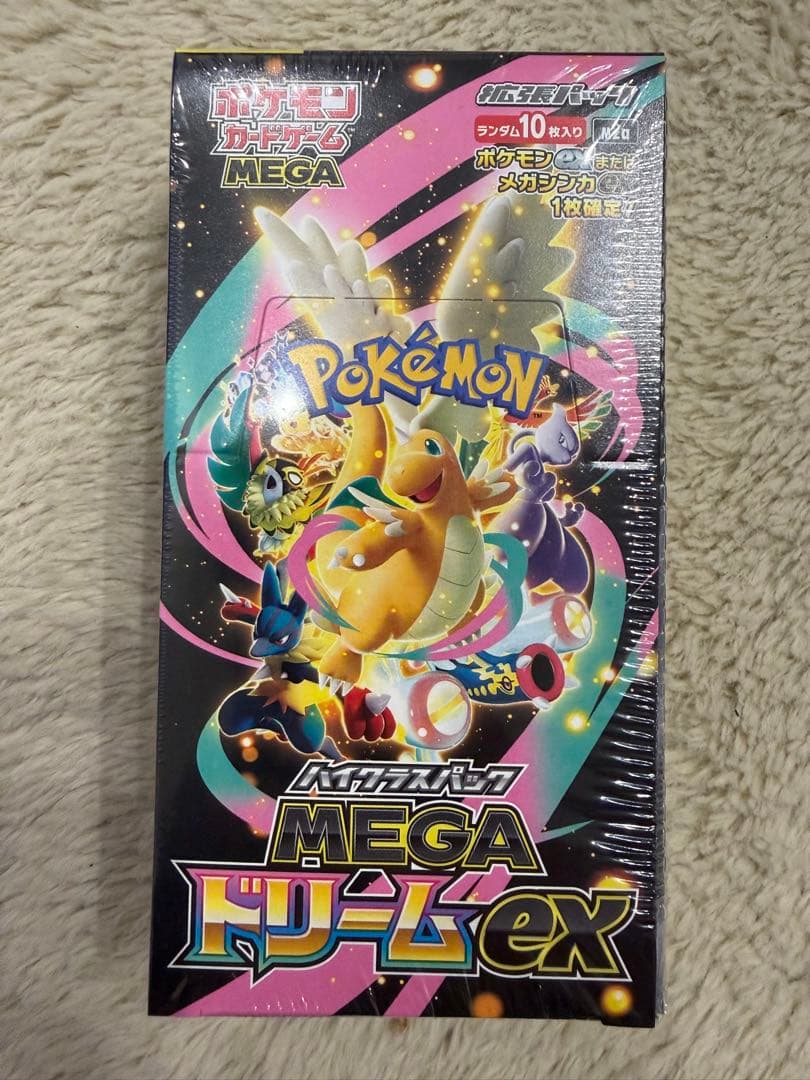 ポケモン
カードゲーム
MEGA
拡張パック
ランダム10枚入り M2a
ポケモンexまたは
メガシンカex
1枚確定!!
POKéMON
TM
ハイクラスパック
MEGA
ドリームex